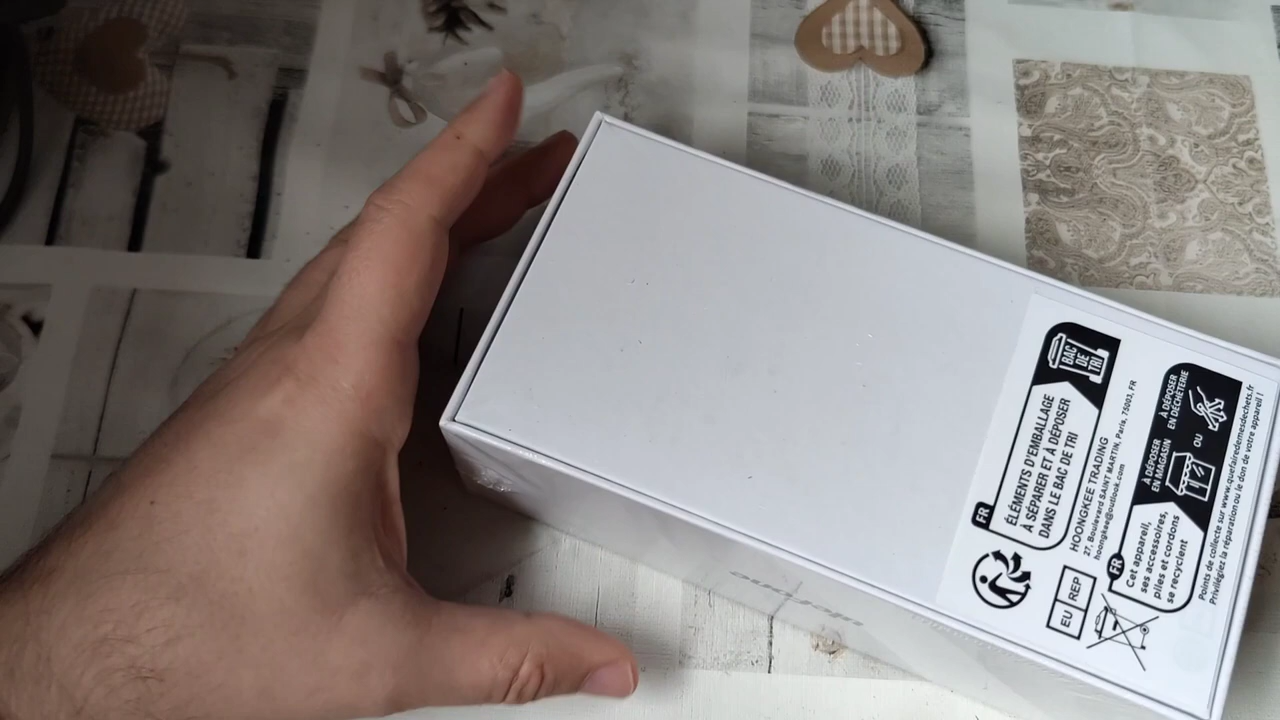 BAC
DE
TRI
FR
ÉLÉMENTS D'EMBALLAGE
À SÉPARER ET À DÉPOSER
DANS LE BAC DE TRI
EU REP
HOONGKEE TRADING
27, Boulevard SAINT MARTIN, Paris, 75003, FR
hoongkee@outlook.com
FR
Cet appareil,
ses accessoires,
piles et cordons
se recyclent
À DÉPOSER
EN MAGASIN
OU
À DÉPOSER
EN DÉCHÈTERIE
Points de collecte sur www.quefairedemesdechets.fr
Privilégiez la réparation ou le don de votre appareil !